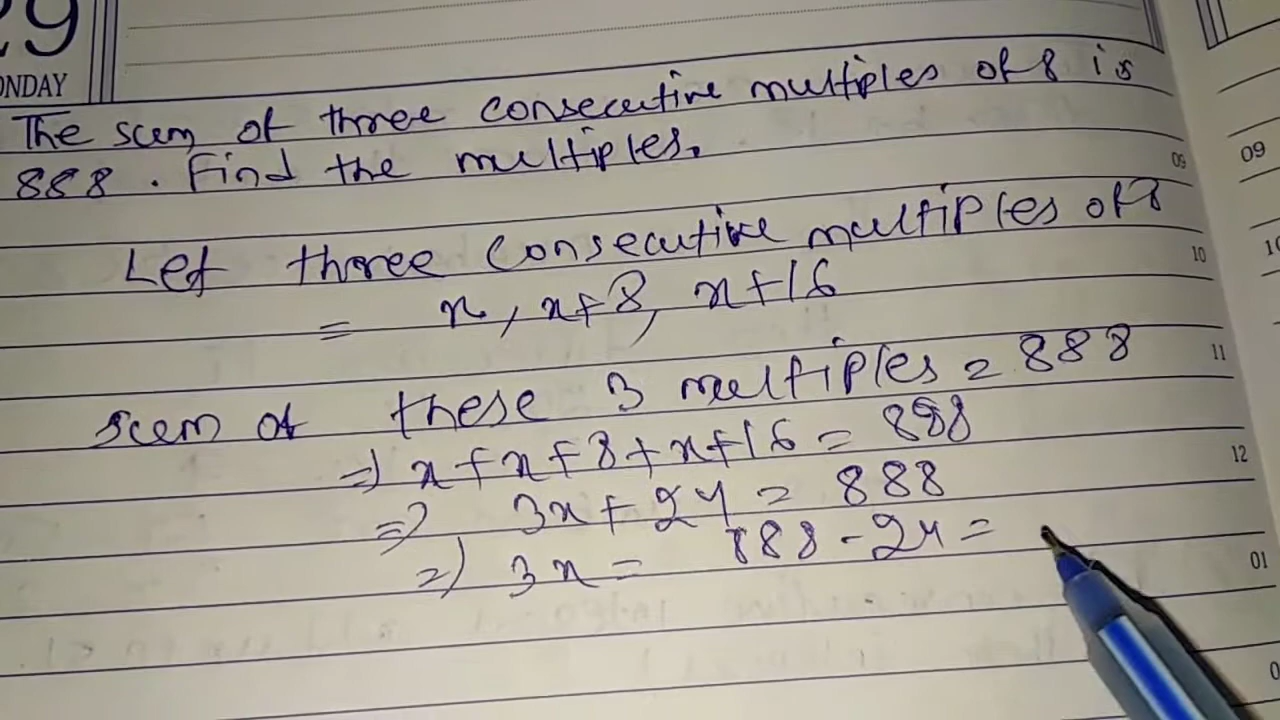 29
ONDAY
The sum of three consecutive multiples of 8 is
888. Find the multiples.
09 09
Let three consecutive multiples of 8
10 10
= x, x+8, x+16
11
sum of these 3 multiples = 888
=) x+x+8+x+16 = 888
12
=) 3x+24 = 888
=) 3x = 888-24 =
01